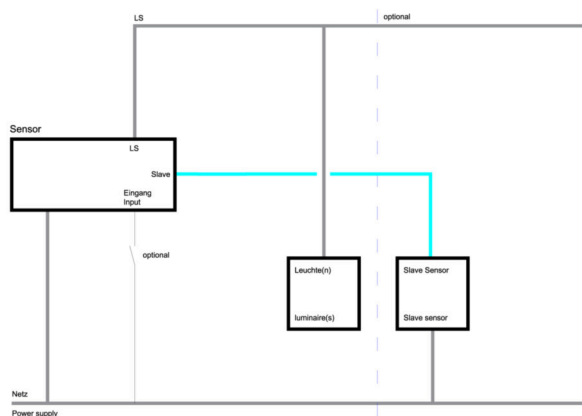 LS
optional
Sensor
LS
Slave
Eingang
Input
optional
Leuchte(n)
luminaire(s)
Slave Sensor
Slave sensor
Netz
Power supply